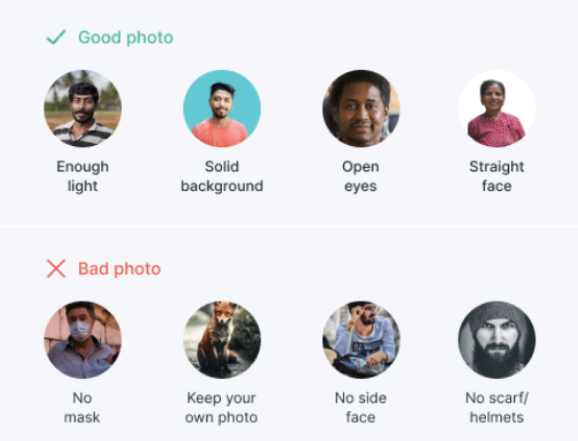 Good photo
Enough
light
Solid
background
Open
eyes
Straight
face
Bad photo
No
mask
Keep your
own photo
No side
face
No scarf/
helmets